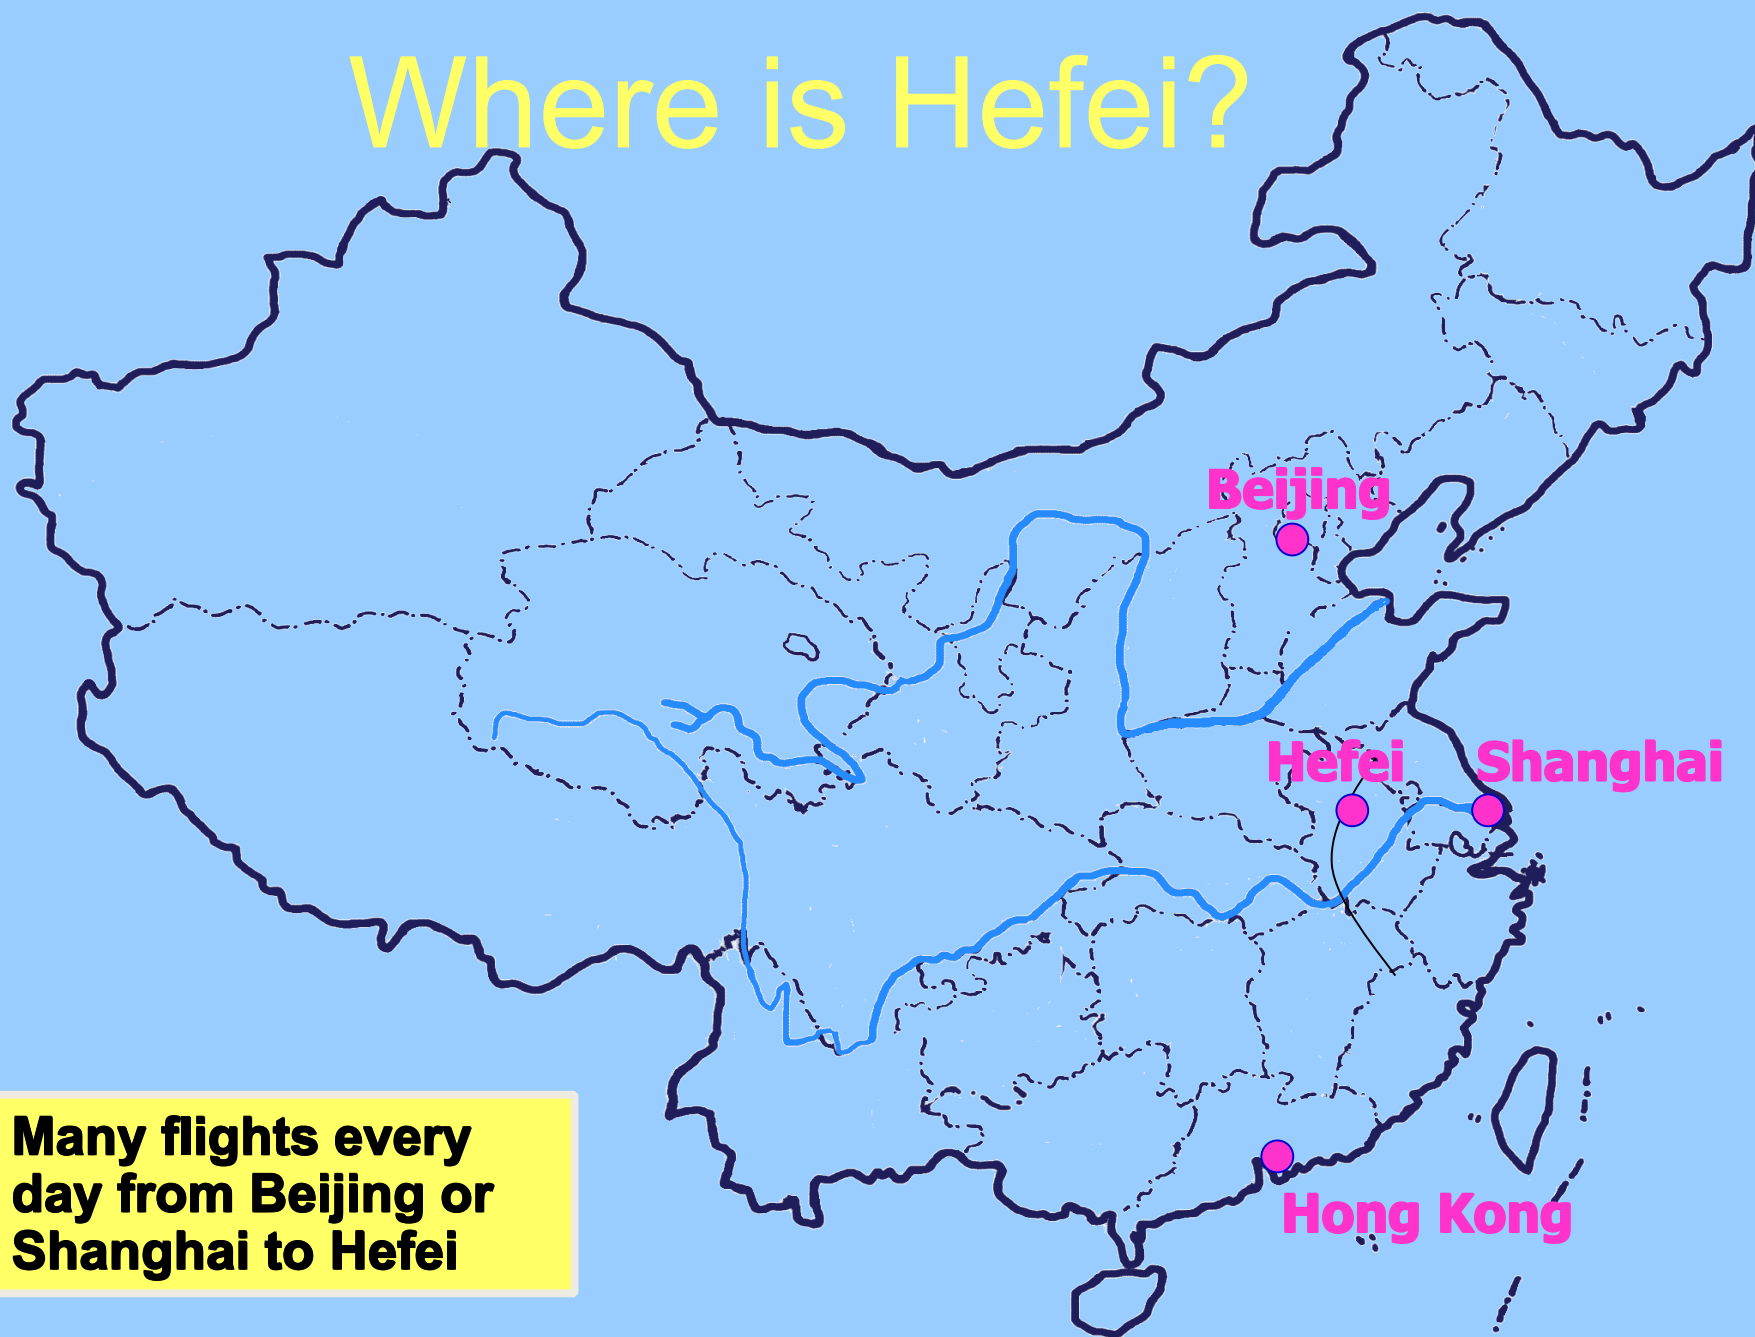 Where is Hefei?
Beijing
Hefei
Shanghai
Hong Kong
Many flights every
day from Beijing or
Shanghai to Hefei